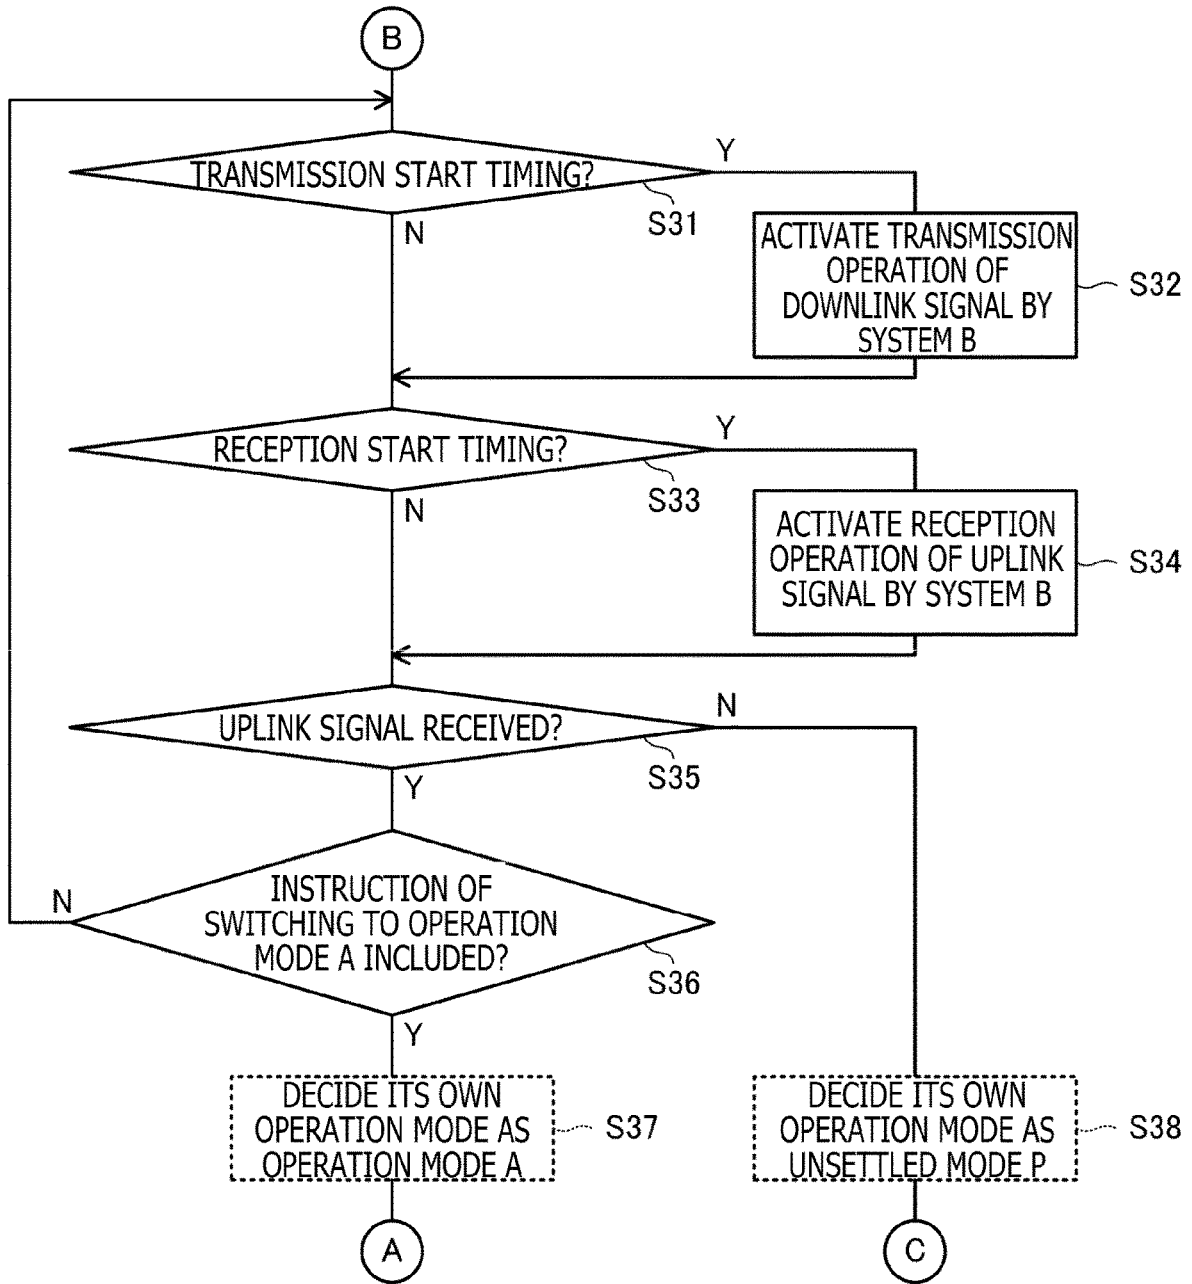 B
TRANSMISSION START TIMING?
Y
S31
N
ACTIVATE TRANSMISSION
OPERATION OF
DOWNLINK SIGNAL BY
SYSTEM B
S32
RECEPTION START TIMING?
Y
S33
N
ACTIVATE RECEPTION
OPERATION OF UPLINK
SIGNAL BY SYSTEM B
S34
UPLINK SIGNAL RECEIVED?
N
S35
Y
INSTRUCTION OF
SWITCHING TO OPERATION
MODE A INCLUDED?
N
S36
Y
DECIDE ITS OWN
OPERATION MODE AS
OPERATION MODE A
S37
DECIDE ITS OWN
OPERATION MODE AS
UNSETTLED MODE P
S38
A
C